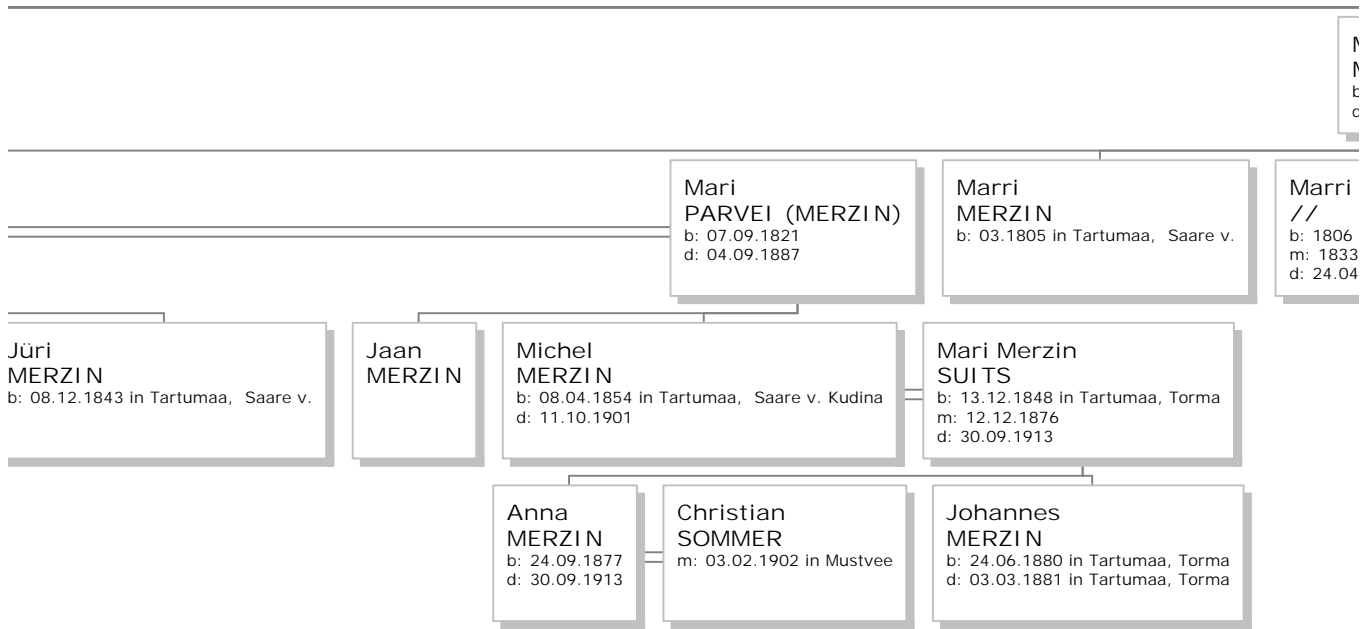 M
M
b
d
Mari
PARVEI (MERZIN)
b: 07.09.1821
d: 04.09.1887
Marri
MERZIN
b: 03.1805 in Tartumaa, Saare v.
Marri
//
b: 1806
m: 1833
d: 24.04
Jüri
MERZIN
b: 08.12.1843 in Tartumaa, Saare v.
Jaan
MERZIN
Michel
MERZIN
b: 08.04.1854 in Tartumaa, Saare v. Kudina
d: 11.10.1901
Mari Merzin
SUITS
b: 13.12.1848 in Tartumaa, Torma
m: 12.12.1876
d: 30.09.1913
Anna
MERZIN
b: 24.09.1877
d: 30.09.1913
Christian
SOMMER
m: 03.02.1902 in Mustvee
Johannes
MERZIN
b: 24.06.1880 in Tartumaa, Torma
d: 03.03.1881 in Tartumaa, Torma